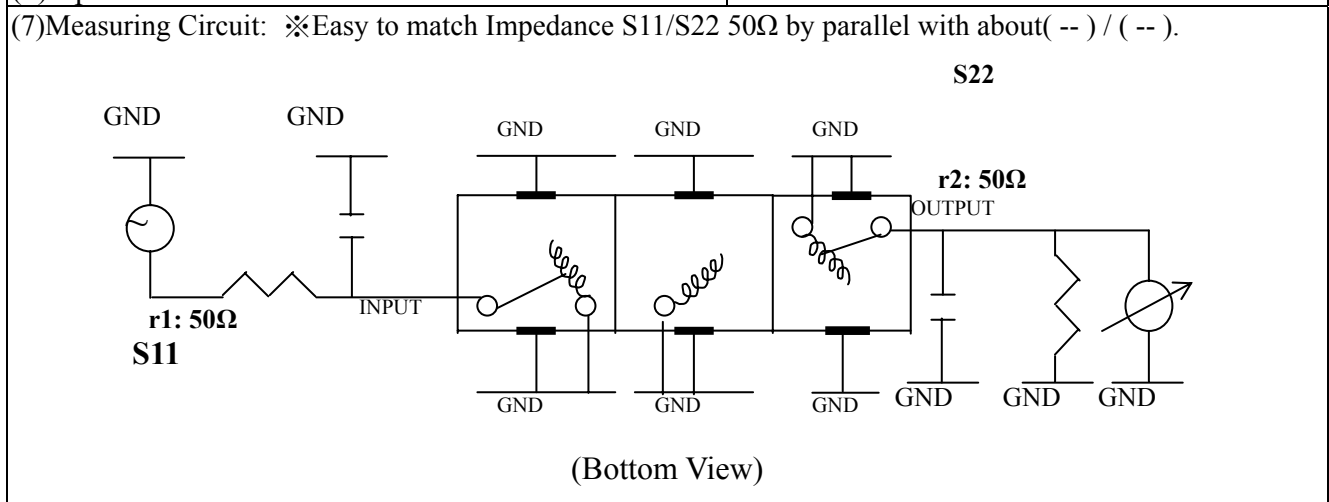 (7)Measuring Circuit: ※Easy to match Impedance S11/S22 50Ω by parallel with about( -- ) / ( -- ).
S22
GND GND GND GND GND
r2: 50Ω
OUTPUT
INPUT
r1: 50Ω
S11
GND GND GND GND GND GND
(Bottom View)